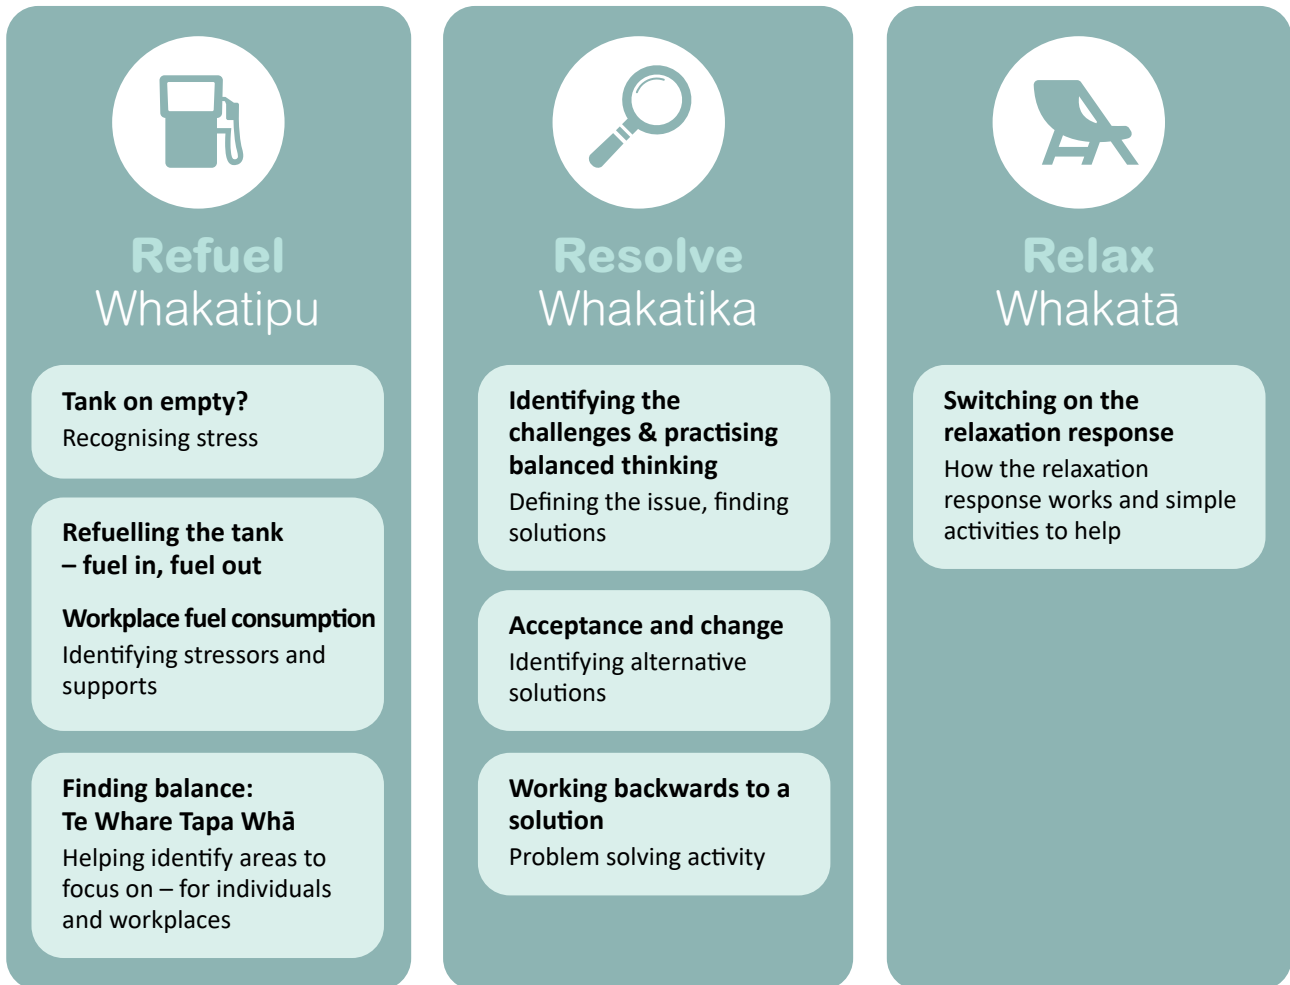 Refuel
Whakatipu
Tank on empty?
Recognising stress
Refuelling the tank
– fuel in, fuel out
Workplace fuel consumption
Identifying stressors and
supports
Finding balance:
Te Whare Tapa Whā
Helping identify areas to
focus on – for individuals
and workplaces
Resolve
Whakatika
Identifying the
challenges & practising
balanced thinking
Defining the issue, finding
solutions
Acceptance and change
Identifying alternative
solutions
Working backwards to a
solution
Problem solving activity
Relax
Whakatā
Switching on the
relaxation response
How the relaxation
response works and simple
activities to help